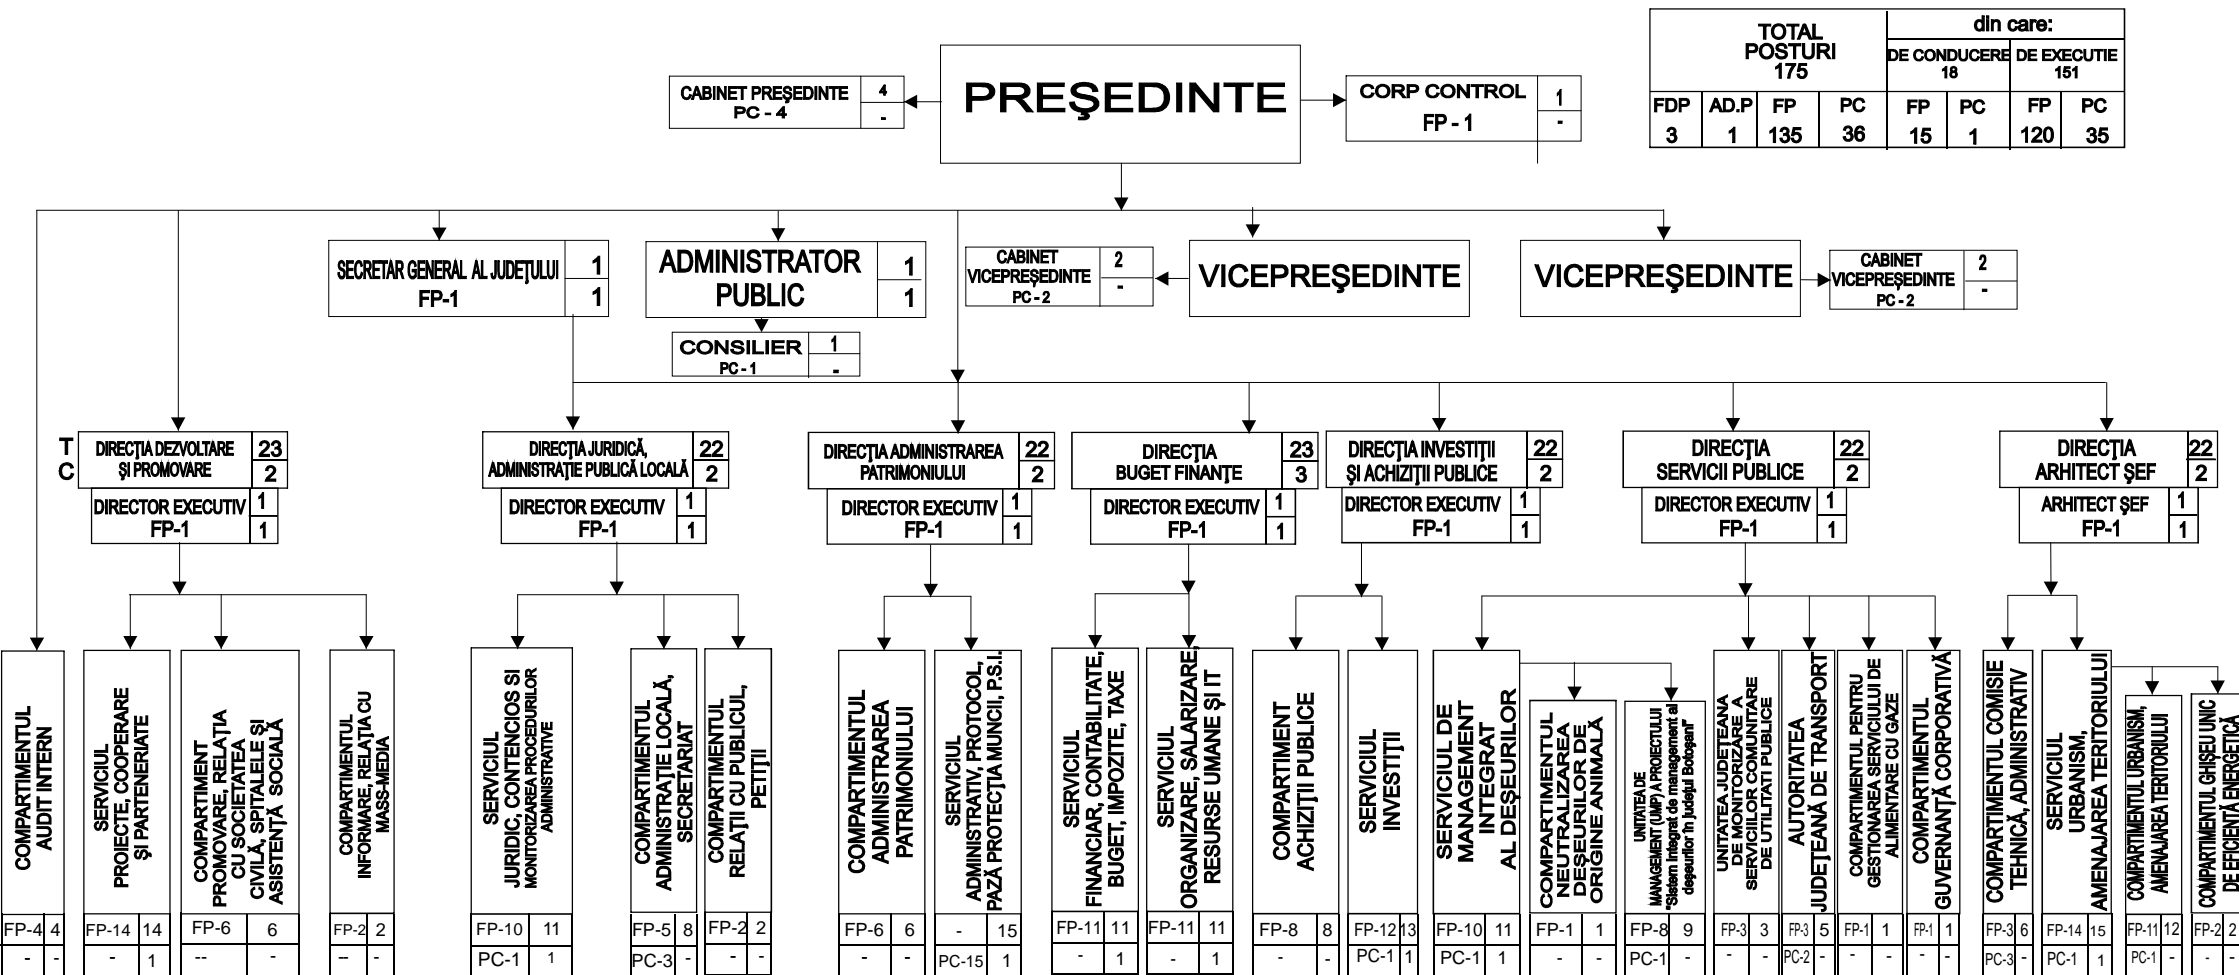 TOTAL
POSTURI
175
din care:
DE CONDUCERE
18
DE EXECUTIE
151
FDP AD.P FP PC FP PC FP PC
3 1 135 36 15 1 120 35
CABINET PREŞEDINTE
PC - 4
4
-
PREŞEDINTE
CORP CONTROL
FP - 1
1
-
SECRETAR GENERAL AL JUDEŢULUI
FP-1
1
1
ADMINISTRATOR
PUBLIC
1
1
CONSILIER
PC - 1
1
-
CABINET
VICEPREŞEDINTE
PC - 2
2
-
VICEPREŞEDINTE
VICEPREŞEDINTE
CABINET
VICEPREŞEDINTE
PC - 2
2
-
T
C
DIRECŢIA DEZVOLTARE
ŞI PROMOVARE
23
2
DIRECTOR EXECUTIV
FP-1
1
1
DIRECŢIA JURIDICĂ,
ADMINISTRAŢIE PUBLICĂ LOCALĂ
22
2
DIRECTOR EXECUTIV
FP-1
1
1
DIRECŢIA ADMINISTRAREA
PATRIMONIULUI
22
2
DIRECTOR EXECUTIV
FP-1
1
1
DIRECŢIA
BUGET FINANŢE
23
3
DIRECTOR EXECUTIV
FP-1
1
1
DIRECŢIA INVESTIŢII
ŞI ACHIZIŢII PUBLICE
22
2
DIRECTOR EXECUTIV
FP-1
1
1
DIRECŢIA
SERVICII PUBLICE
22
2
DIRECTOR EXECUTIV
FP-1
1
1
DIRECŢIA
ARHITECT ŞEF
22
2
ARHITECT ŞEF
FP-1
1
1
COMPARTIMENTUL
AUDIT INTERN
FP-4 4
- -
SERVICIUL
PROIECTE, COOPERARE
ŞI PARTENERIATE
FP-14 14
- 1
COMPARTIMENT
PROMOVARE, RELAŢIA
CU SOCIETATEA
CIVILĂ, SPITALELE ŞI
ASISTENŢĂ SOCIALĂ
FP-6 6
-- -
COMPARTIMENTUL
INFORMARE, RELAŢIA CU
MASS-MEDIA
FP-2 2
-- -
SERVICIUL
JURIDIC, CONTENCIOS SI
MONITORIZAREA PROCEDURILOR
ADMINISTRATIVE
FP-10 11
PC-1 1
COMPARTIMENTUL
ADMINISTRAŢIE LOCALĂ,
SECRETARIAT
FP-5 8
PC-3 -
COMPARTIMENTUL
RELAŢII CU PUBLICUL,
PETIŢII
FP-2 2
- -
COMPARTIMENTUL
ADMINISTRAREA
PATRIMONIULUI
FP-6 6
- -
SERVICIUL
ADMINISTRATIV, PROTOCOL,
PAZĂ PROTECŢIA MUNCII, P.S.I.
- 15
PC-15 1
SERVICIUL
FINANCIAR, CONTABILITATE,
BUGET, IMPOZITE, TAXE
FP-11 11
- 1
SERVICIUL
ORGANIZARE, SALARIZARE,
RESURSE UMANE ŞI IT
FP-11 11
- 1
COMPARTIMENT
ACHIZIŢII PUBLICE
FP-8 8
- -
SERVICIUL
INVESTIŢII
FP-12 13
PC-1 1
SERVICIUL DE
MANAGEMENT
INTEGRAT
AL DEŞEURILOR
FP-10 11
PC-1 1
COMPARTIMENTUL
NEUTRALIZAREA
DEŞEURILOR DE
ORIGINE ANIMALĂ
FP-1 1
- -
UNITATEA DE
MANAGEMENT (UMP) A PROIECTULUI
"Sistem integrat de management al
deşeurilor în judeţul Botoşani"
FP-8 9
PC-1 -
UNITATEA JUDEŢEANA
DE MONITORIZARE A
SERVICIILOR COMUNITARE
DE UTILITATI PUBLICE
FP-3 3
- -
AUTORITATEA
JUDEŢEANĂ DE TRANSPORT
FP-3 5
PC-2 -
COMPARTIMENTUL PENTRU
GESTIONAREA SERVICIULUI DE
ALIMENTARE CU GAZE
FP-1 1
- -
COMPARTIMENTUL
GUVERNANŢĂ CORPORATIVĂ
FP-1 1
- -
COMPARTIMENTUL COMISIE
TEHNICĂ, ADMINISTRATIV
FP-3 6
PC-3 -
SERVICIUL
URBANISM,
AMENAJAREA TERITORIULUI
FP-14 15
PC-1 1
COMPARTIMENTUL URBANISM,
AMENAJAREA TERITORIULUI
FP-11 12
PC-1 -
COMPARTIMENTUL GHIŞEU UNIC
DE EFICIENŢĂ ENERGETICĂ
FP-2 2
- -